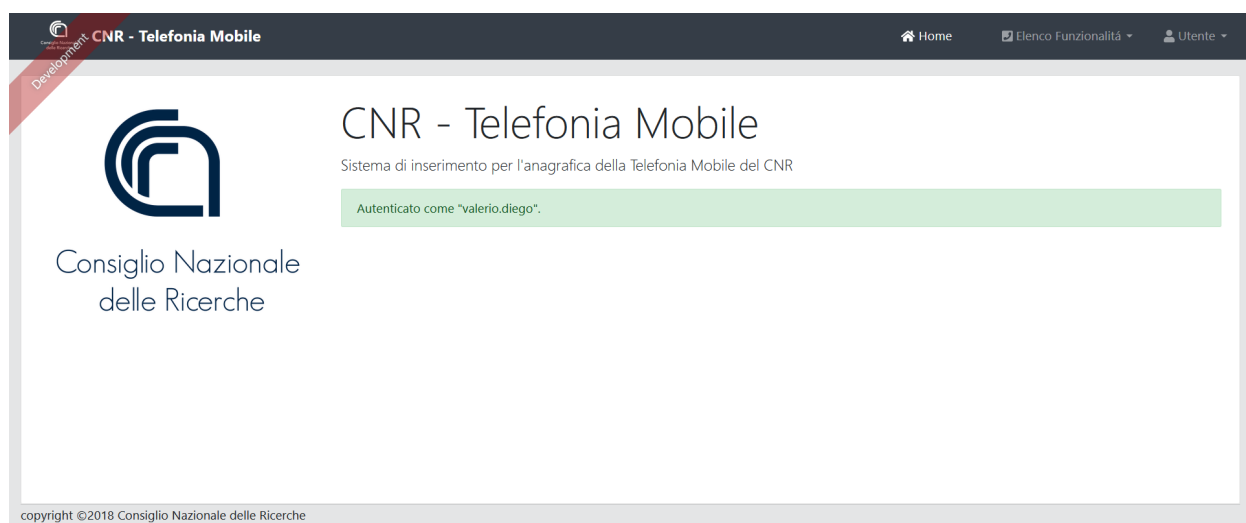 CNR - Telefonia Mobile
Home
Elenco Funzionalitá
Utente
Development
CNR - Telefonia Mobile
Sistema di inserimento per l'anagrafica della Telefonia Mobile del CNR
Autenticato come "valerio.diego".
Consiglio Nazionale
delle Ricerche
copyright ©2018 Consiglio Nazionale delle Ricerche